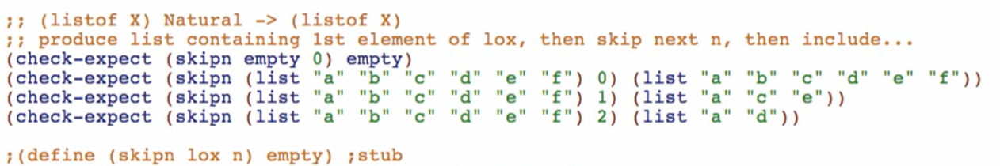 ;; (listof X) Natural -> (listof X)
;; produce list containing 1st element of lox, then skip next n, then include...
(check-expect (skipn empty 0) empty)
(check-expect (skipn (list "a" "b" "c" "d" "e" "f") 0) (list "a" "b" "c" "d" "e" "f"))
(check-expect (skipn (list "a" "b" "c" "d" "e" "f") 1) (list "a" "c" "e"))
(check-expect (skipn (list "a" "b" "c" "d" "e" "f") 2) (list "a" "d"))
;(define (skipn lox n) empty) ;stub